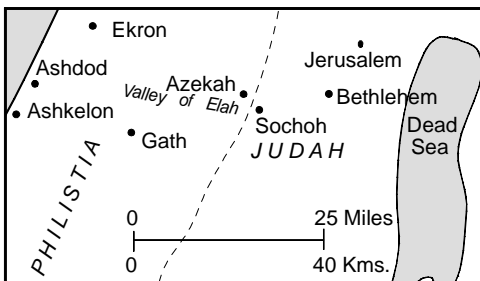 Ekron
Jerusalem
Ashdod
Azekah
Bethlehem
Valley of Elah
Ashkelon
Sochoh
Dead
Sea
Gath
JUDAH
PHILISTIA
0 25 Miles
0 40 Kms.